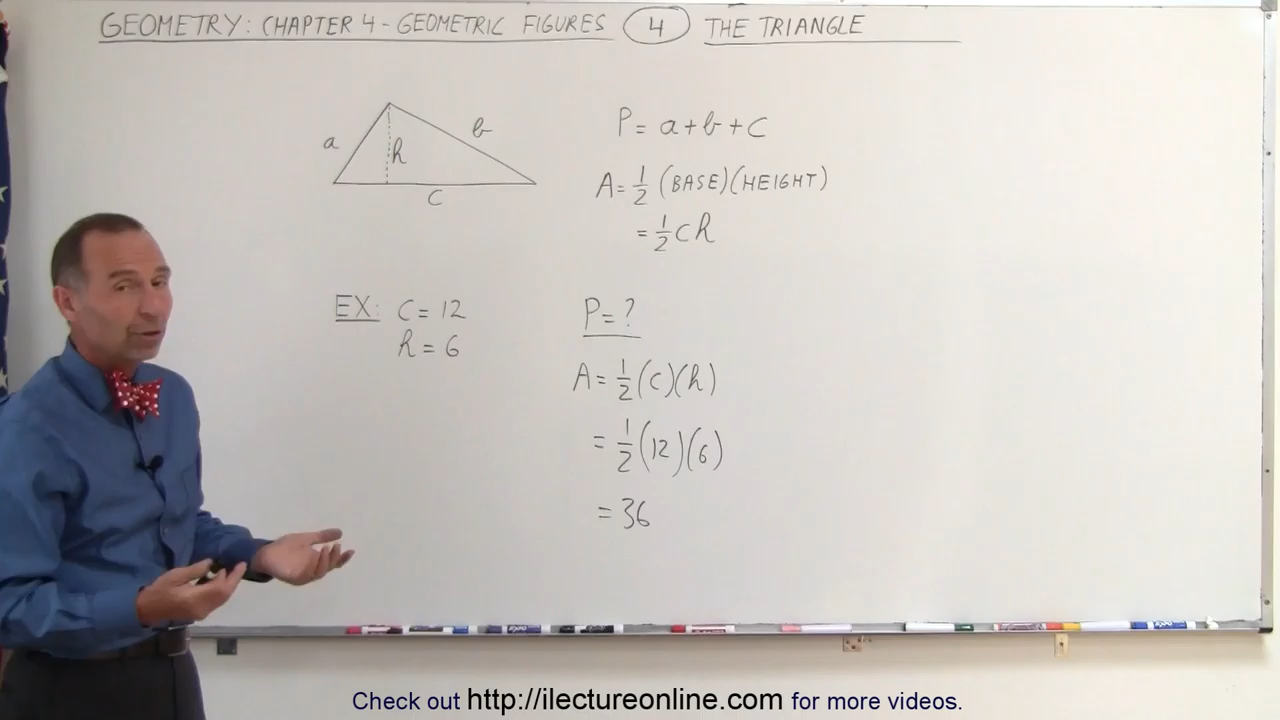 GEOMETRY: CHAPTER 4 - GEOMETRIC FIGURES 4 THE TRIANGLE
a h b
c
P = a + b + c
A = 1/2 (BASE)(HEIGHT)
= 1/2 c h
EX: c = 12
h = 6
P = ?
A = 1/2 (c)(h)
= 1/2 (12)(6)
= 36
Check out http://ilectureonline.com for more videos.